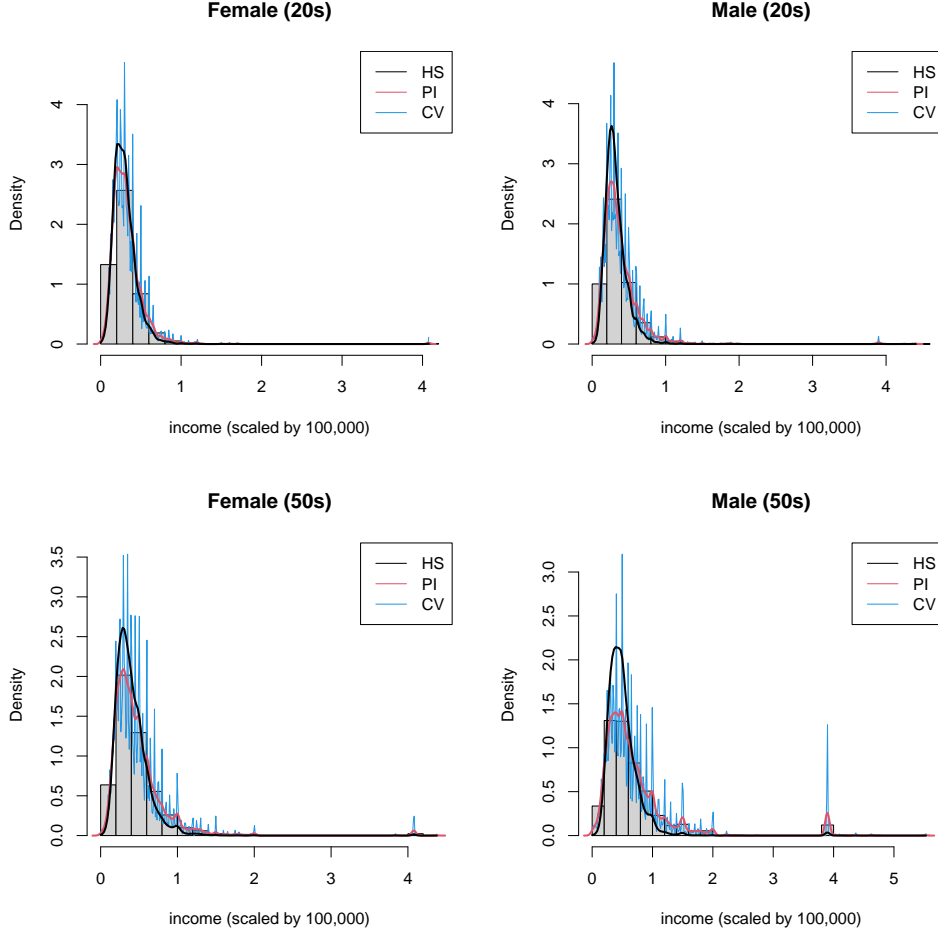 Female (20s)
HS
PI
CV
Density
0
1
2
3
4
0 1 2 3 4
income (scaled by 100,000)
Male (20s)
HS
PI
CV
Density
0
1
2
3
4
0 1 2 3 4
income (scaled by 100,000)
Female (50s)
HS
PI
CV
Density
0.0
0.5
1.0
1.5
2.0
2.5
3.0
3.5
0 1 2 3 4
income (scaled by 100,000)
Male (50s)
HS
PI
CV
Density
0.0
0.5
1.0
1.5
2.0
2.5
3.0
0 1 2 3 4 5
income (scaled by 100,000)